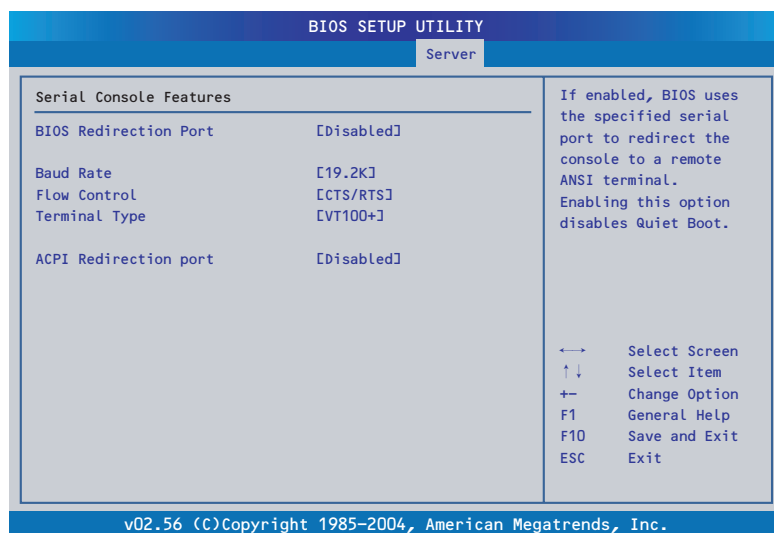 BIOS SETUP UTILITY
Server
Serial Console Features
BIOS Redirection Port [Disabled]
Baud Rate [19.2K]
Flow Control [CTS/RTS]
Terminal Type [VT100+]
ACPI Redirection port [Disabled]
If enabled, BIOS uses
the specified serial
port to redirect the
console to a remote
ANSI terminal.
Enabling this option
disables Quiet Boot.
←→ Select Screen
↑↓ Select Item
+- Change Option
F1 General Help
F10 Save and Exit
ESC Exit
v02.56 (C)Copyright 1985-2004, American Megatrends, Inc.